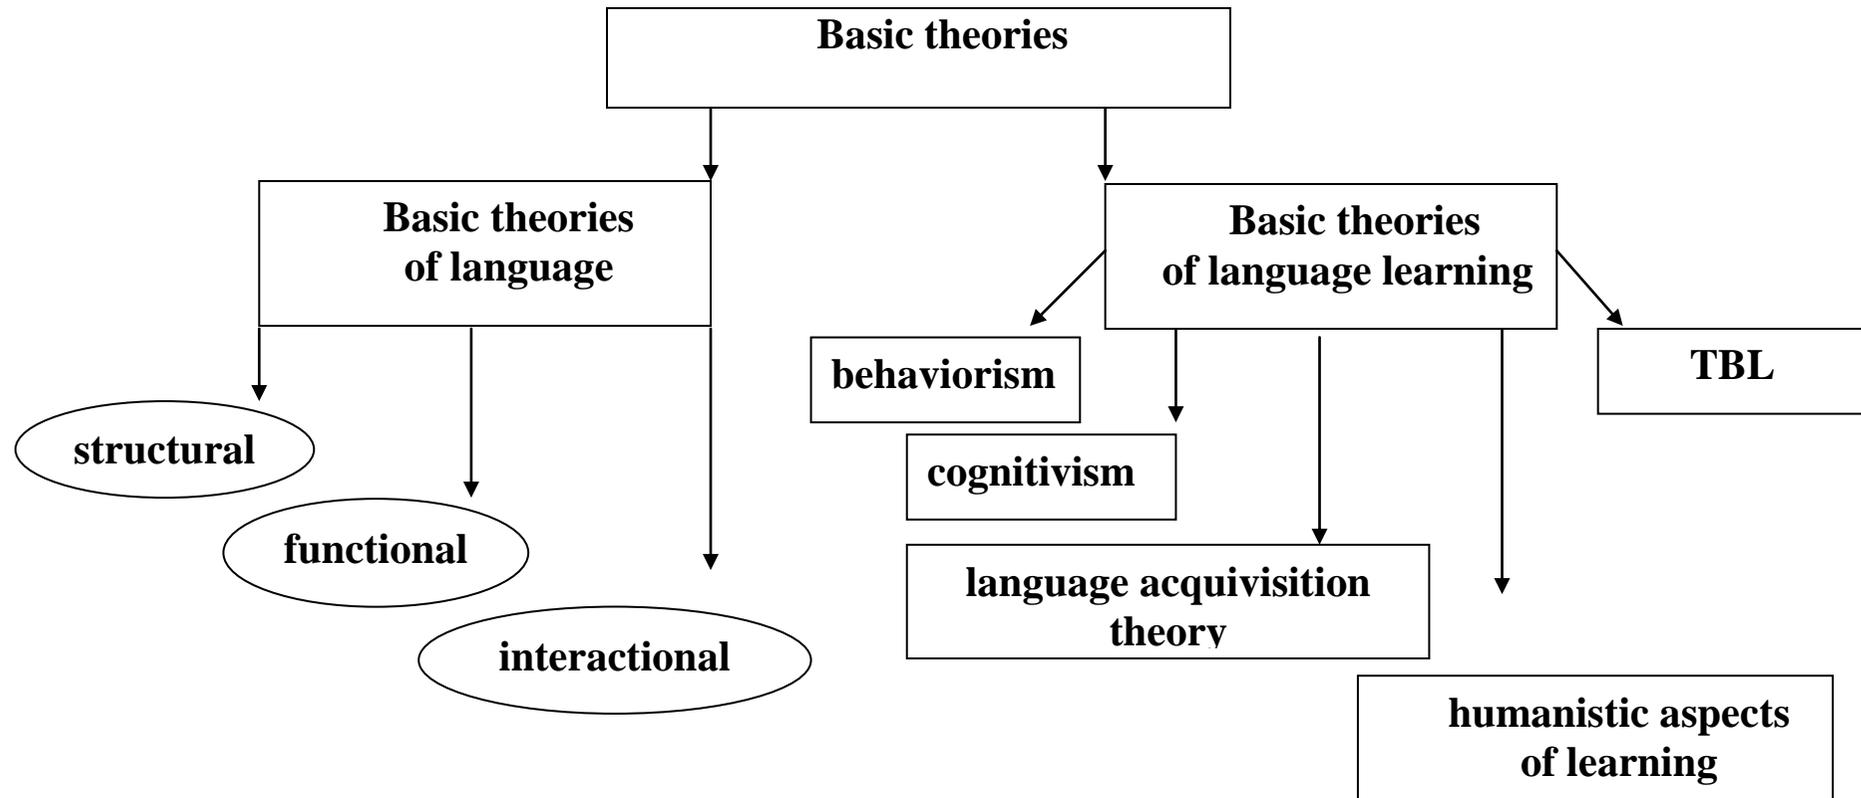 Basic theories
Basic theories
of language
Basic theories
of language learning
structural
functional
interactional
behaviorism
cognitivism
language acquivisition
theory
humanistic aspects
of learning
TBL